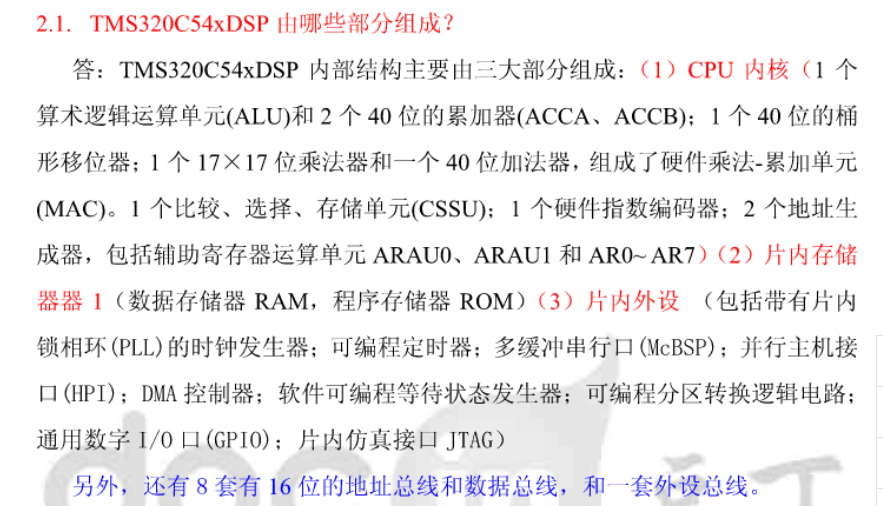 2.1. TMS320C54xDSP 由哪些部分组成？
答：TMS320C54xDSP 内部结构主要由三大部分组成：（1）CPU 内核（1 个
算术逻辑运算单元(ALU)和 2 个 40 位的累加器(ACCA、ACCB)；1 个 40 位的桶
形移位器；1 个 17×17 位乘法器和一个 40 位加法器，组成了硬件乘法-累加单元
(MAC)。1 个比较、选择、存储单元(CSSU)；1 个硬件指数编码器；2 个地址生
成器，包括辅助寄存器运算单元 ARAU0、ARAU1 和 AR0~ AR7）（2）片内存储
器器 1（数据存储器 RAM，程序存储器 ROM）（3）片内外设 （包括带有片内
锁相环(PLL)的时钟发生器；可编程定时器；多缓冲串行口(McBSP)；并行主机接
口(HPI)；DMA 控制器；软件可编程等待状态发生器；可编程分区转换逻辑电路；
通用数字 I/O 口(GPIO)；片内仿真接口 JTAG）
另外，还有 8 套有 16 位的地址总线和数据总线，和一套外设总线。